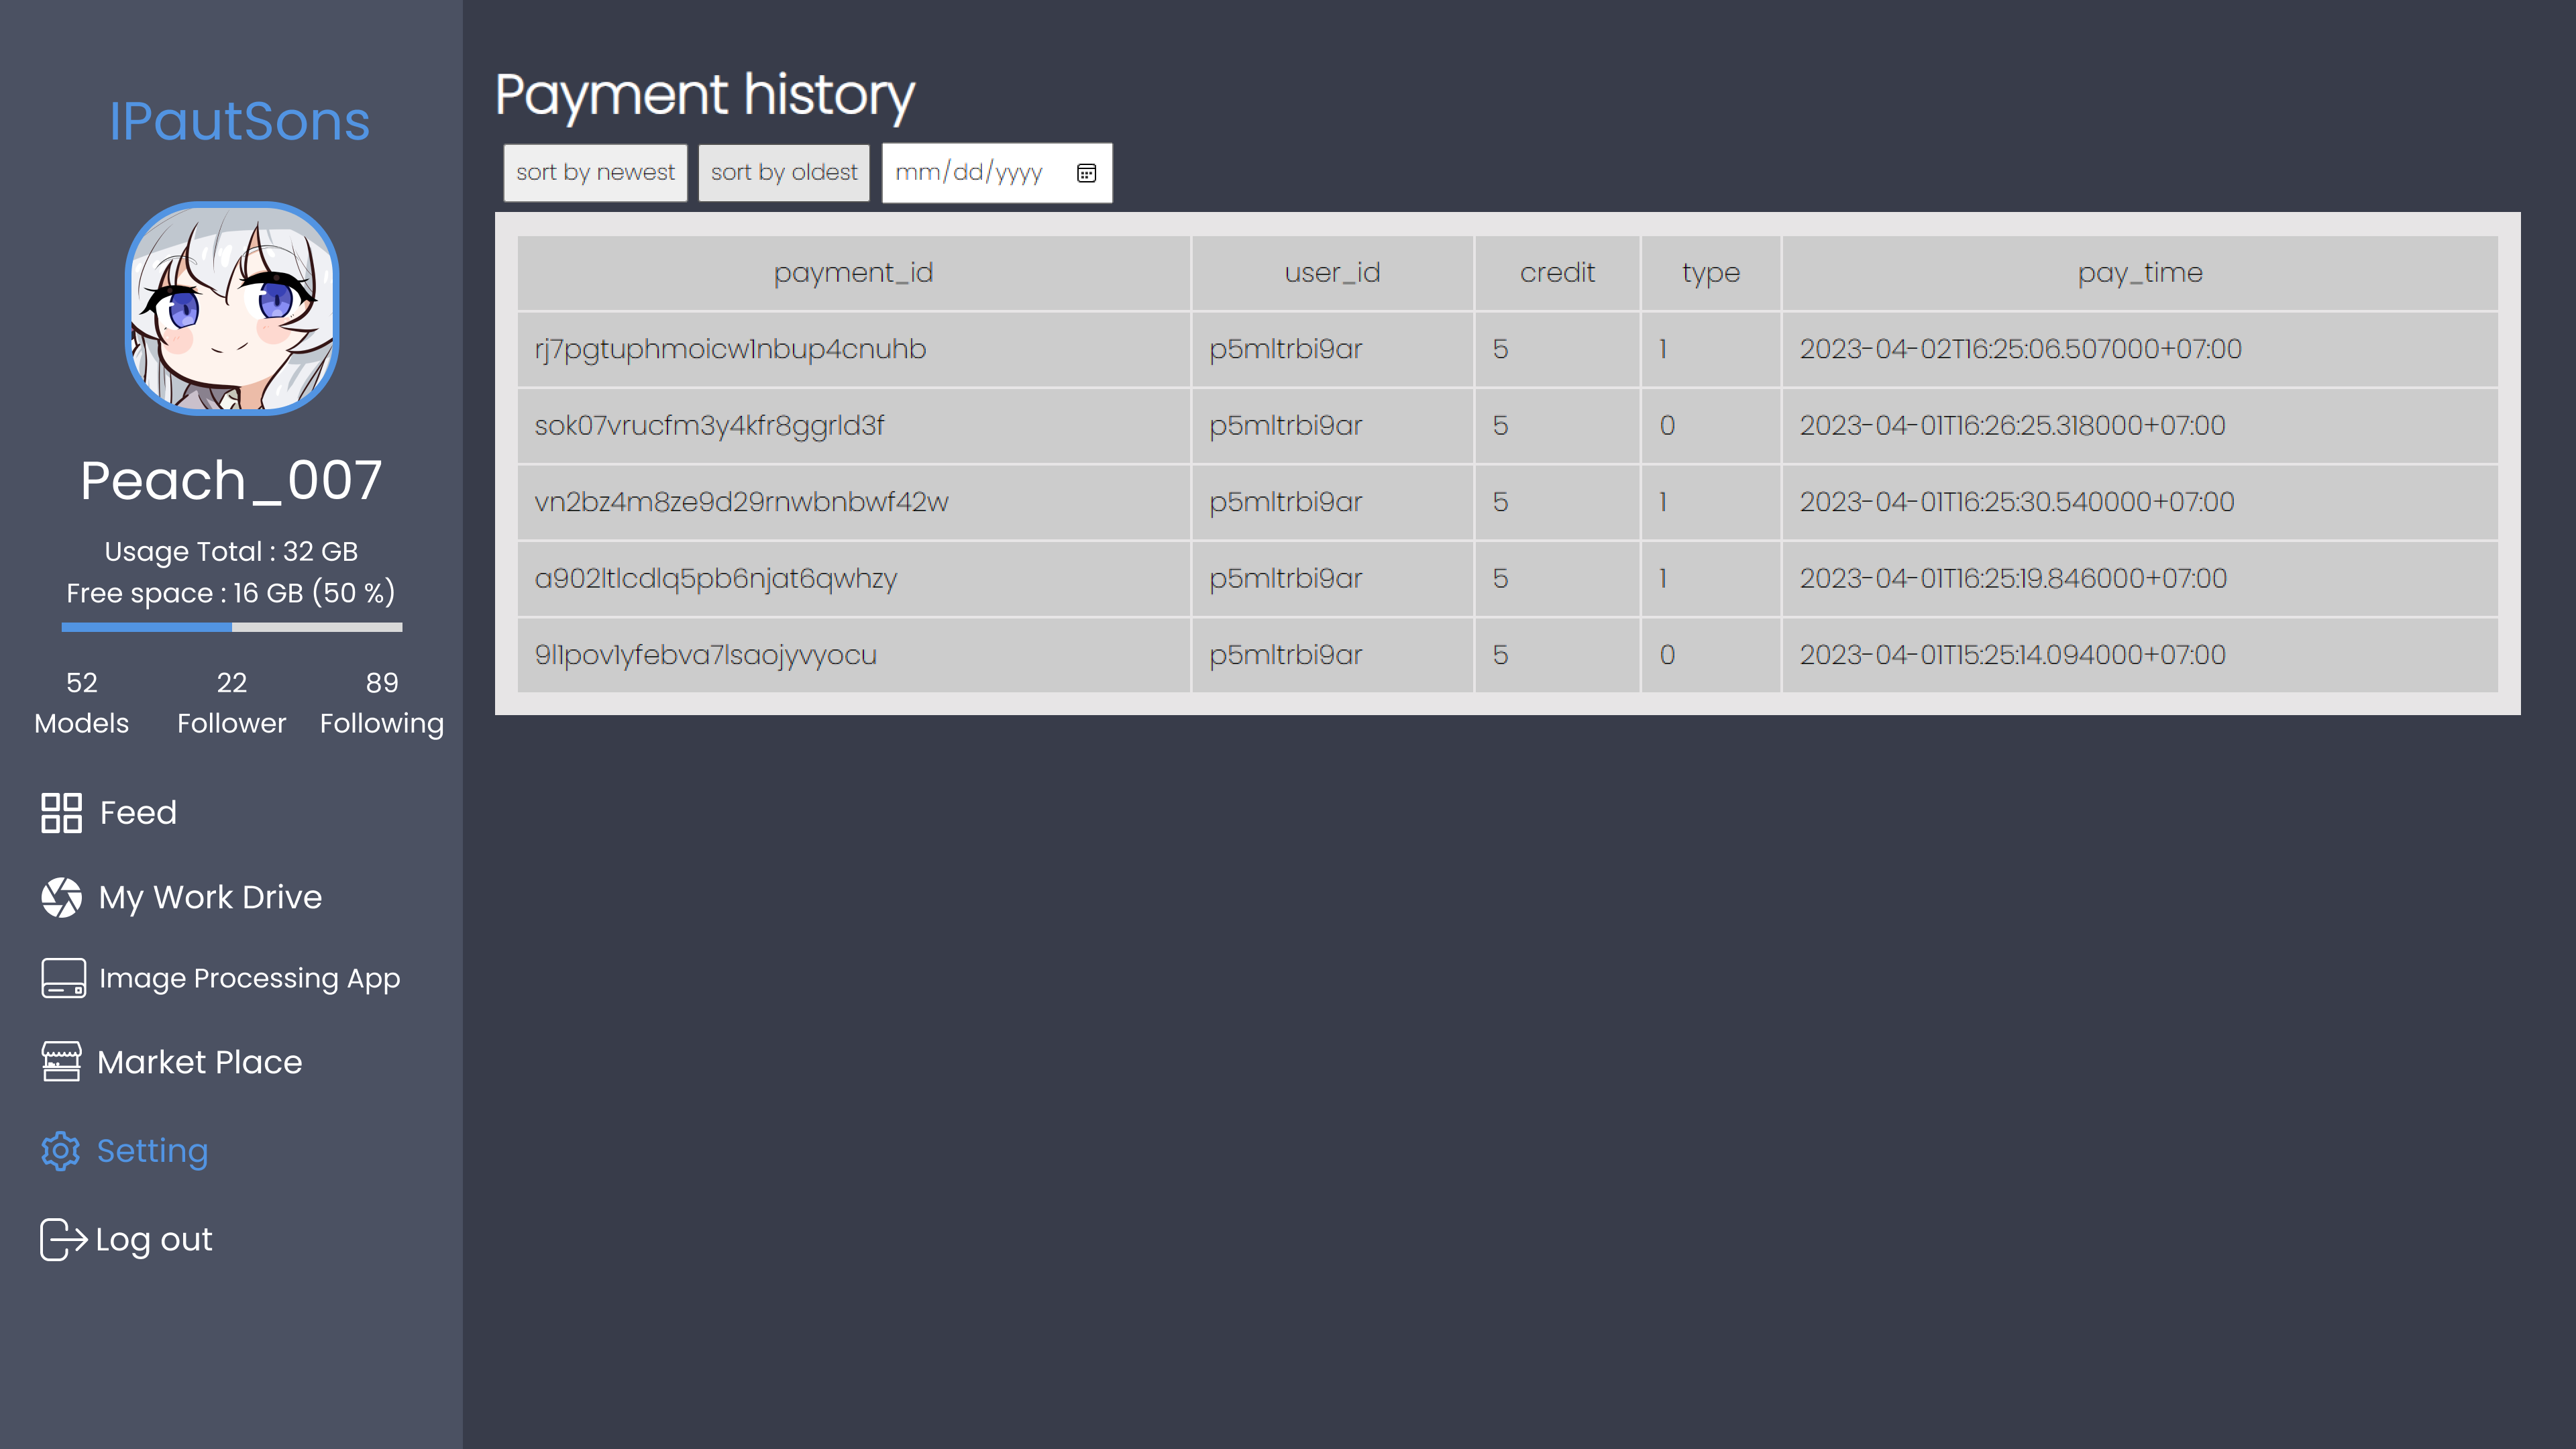 IPautSons
Peach_007
Usage Total : 32 GB
Free space : 16 GB (50 %)
52 22 89
Models Follower Following
Feed
My Work Drive
Image Processing App
Market Place
Setting
Log out
Payment history
sort by newest sort by oldest mm/dd/yyyy
payment_id user_id credit type pay_time
rj7pgtuphmoicw1nbup4cnuhb p5mltrbi9ar 5 1 2023-04-02T16:25:06.507000+07:00
sok07vrucfm3y4kfr8ggrld3f p5mltrbi9ar 5 0 2023-04-01T16:26:25.318000+07:00
vn2bz4m8ze9d29rnwbnbwf42w p5mltrbi9ar 5 1 2023-04-01T16:25:30.540000+07:00
a902ltlcdlq5pb6njat6qwhzy p5mltrbi9ar 5 1 2023-04-01T16:25:19.846000+07:00
9l1pov1yfebva7lsaojyvyocu p5mltrbi9ar 5 0 2023-04-01T15:25:14.094000+07:00